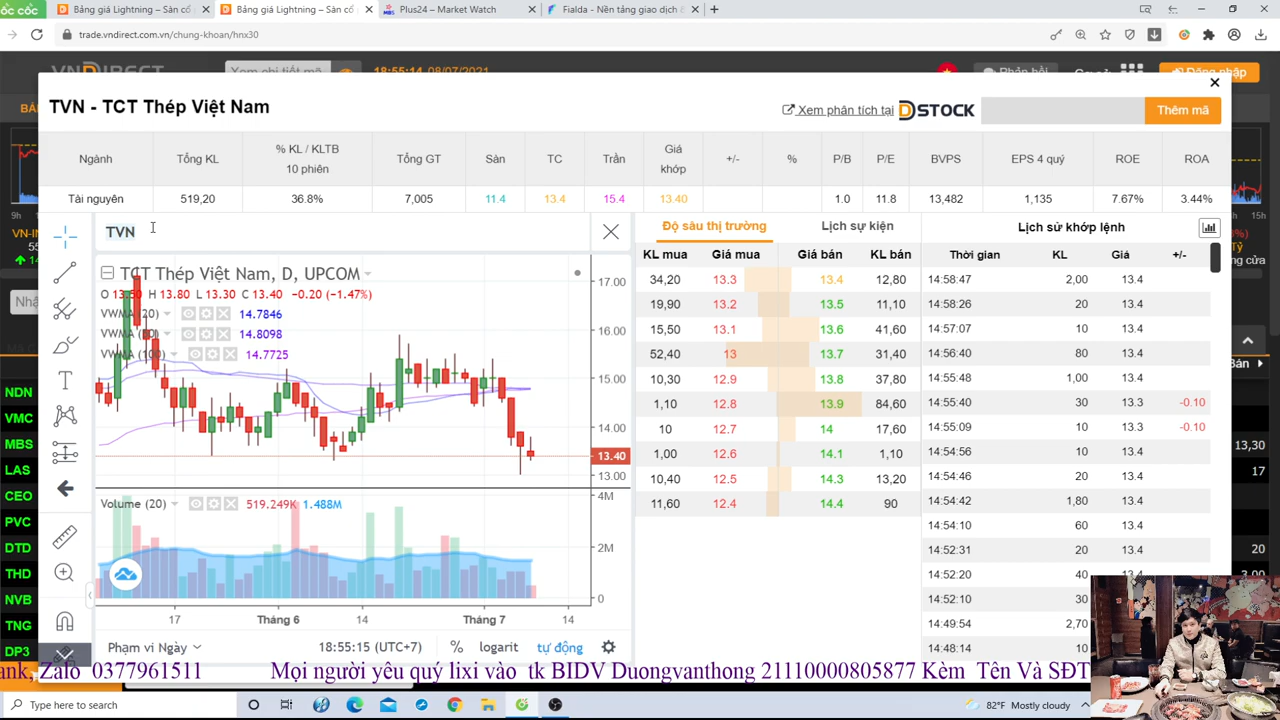 ốc cốc
Bảng giá Lightning – Sàn cổ
Bảng giá Lightning – Sàn cổ
Plus24 – Market Watch
Fialda - Nền tảng giao dịch &
trade.vndirect.com.vn/chung-khoan/hnx30
18:55:14 08/07/2021
TVN - TCT Thép Việt Nam
Xem phân tích tại DSTOCK
Thêm mã
Ngành Tổng KL % KL / KLTB 10 phiên Tổng GT Sàn TC Trần Giá khớp +/- % P/B P/E BVPS EPS 4 quý ROE ROA
Tài nguyên 519,20 36.8% 7,005 11.4 13.4 15.4 13.40 1.0 11.8 13,482 1,135 7.67% 3.44%
9h
15h
TVN
Độ sâu thị trường
Lịch sự kiện
Lịch sử khớp lệnh
TCT Thép Việt Nam, D, UPCOM
O 13.50 H 13.80 L 13.30 C 13.40 −0.20 (−1.47%)
VWMA (20) 14.7846
14.8098
VWMA (100) 14.7725
17.00
16.00
15.00
14.00
13.40
13.00
Volume (20) 519.249K 1.488M
4M
2M
0
17 Tháng 6 14 Tháng 7 14
Phạm vi Ngày 18:55:15 (UTC+7) % logarit tự động
KL mua Giá mua Giá bán KL bán
34,20 13.3 13.4 12,80
19,90 13.2 13.5 11,10
15,50 13.1 13.6 41,60
52,40 13 13.7 31,40
10,30 12.9 13.8 37,80
1,10 12.8 13.9 84,60
10 12.7 14 17,60
1,00 12.6 14.1 1,10
10,40 12.5 14.3 13,20
11,60 12.4 14.4 90
Thời gian KL Giá +/-
14:58:47 2,00 13.4
14:58:26 20 13.4
14:57:07 10 13.4
14:56:40 80 13.4
14:55:48 1,00 13.4
14:55:40 30 13.3 -0.10
14:55:09 10 13.3 -0.10
14:54:56 10 13.4
14:54:46 20 13.4
14:54:42 1,80 13.4
14:54:10 60 13.4
14:52:31 20 13.4
14:52:20 40 13.4
14:52:10 30
14:49:54 2,70
14:48:14 10
NDN
VMC
MBS
LAS
CEO
PVC
DTD
THD
NVB
TNG
DP3
13,30
17
20
3,00
ank, Zalo 0377961511 Mọi người yêu quý lixi vào tk BIDV Duongvanthong 21110000805877 Kèm Tên Và SĐT
Type here to search
82°F Mostly cloudy